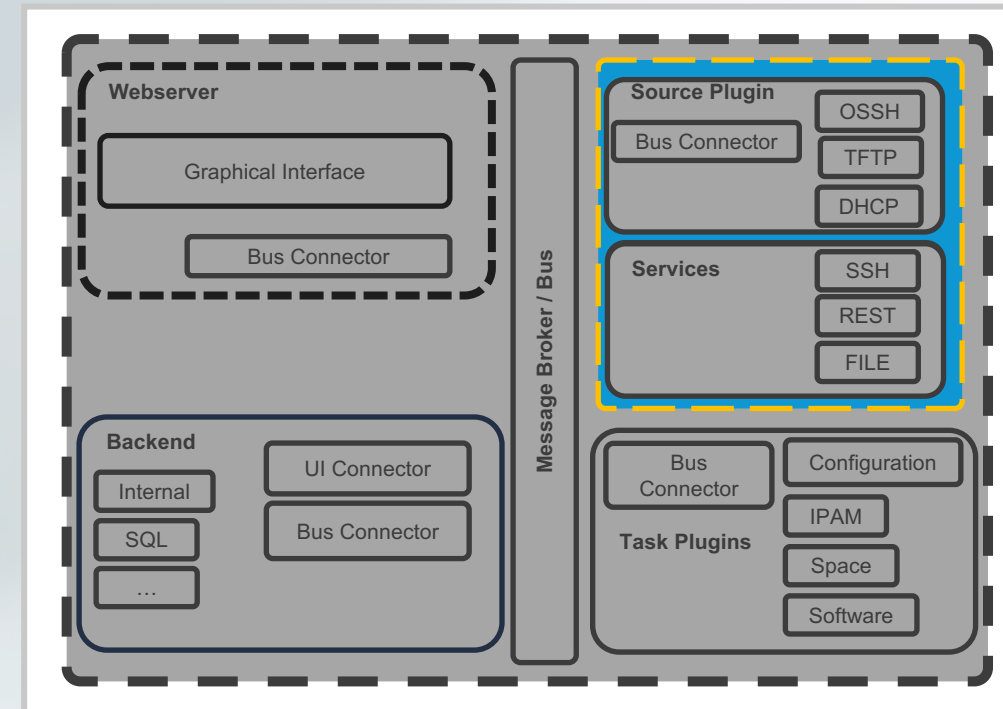 Webserver
Graphical Interface
Bus Connector
Backend
Internal
SQL
…
UI Connector
Bus Connector
Message Broker / Bus
Source Plugin
Bus Connector
OSSH
TFTP
DHCP
Services
SSH
REST
FILE
Bus
Connector
Task Plugins
Configuration
IPAM
Space
Software